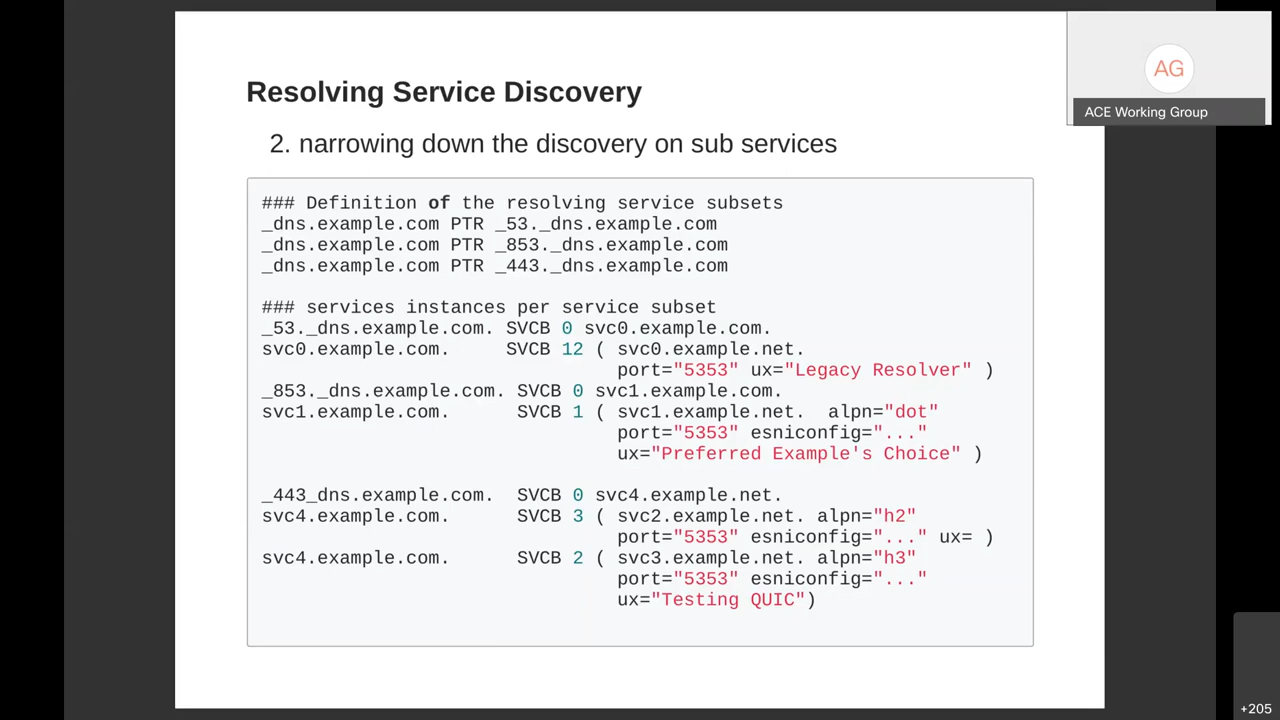 Resolving Service Discovery
2. narrowing down the discovery on sub services
### Definition of the resolving service subsets
_dns.example.com PTR _53._dns.example.com
_dns.example.com PTR _853._dns.example.com
_dns.example.com PTR _443._dns.example.com
### services instances per service subset
_53._dns.example.com. SVCB 0 svc0.example.com.
svc0.example.com. SVCB 12 ( svc0.example.net.
port="5353" ux="Legacy Resolver" )
_853._dns.example.com. SVCB 0 svc1.example.com.
svc1.example.com. SVCB 1 ( svc1.example.net. alpn="dot"
port="5353" esniconfig="..."
ux="Preferred Example's Choice" )
_443_dns.example.com. SVCB 0 svc4.example.net.
svc4.example.com. SVCB 3 ( svc2.example.net. alpn="h2"
port="5353" esniconfig="..." ux= )
svc4.example.com. SVCB 2 ( svc3.example.net. alpn="h3"
port="5353" esniconfig="..."
ux="Testing QUIC")
AG
ACE Working Group
+205